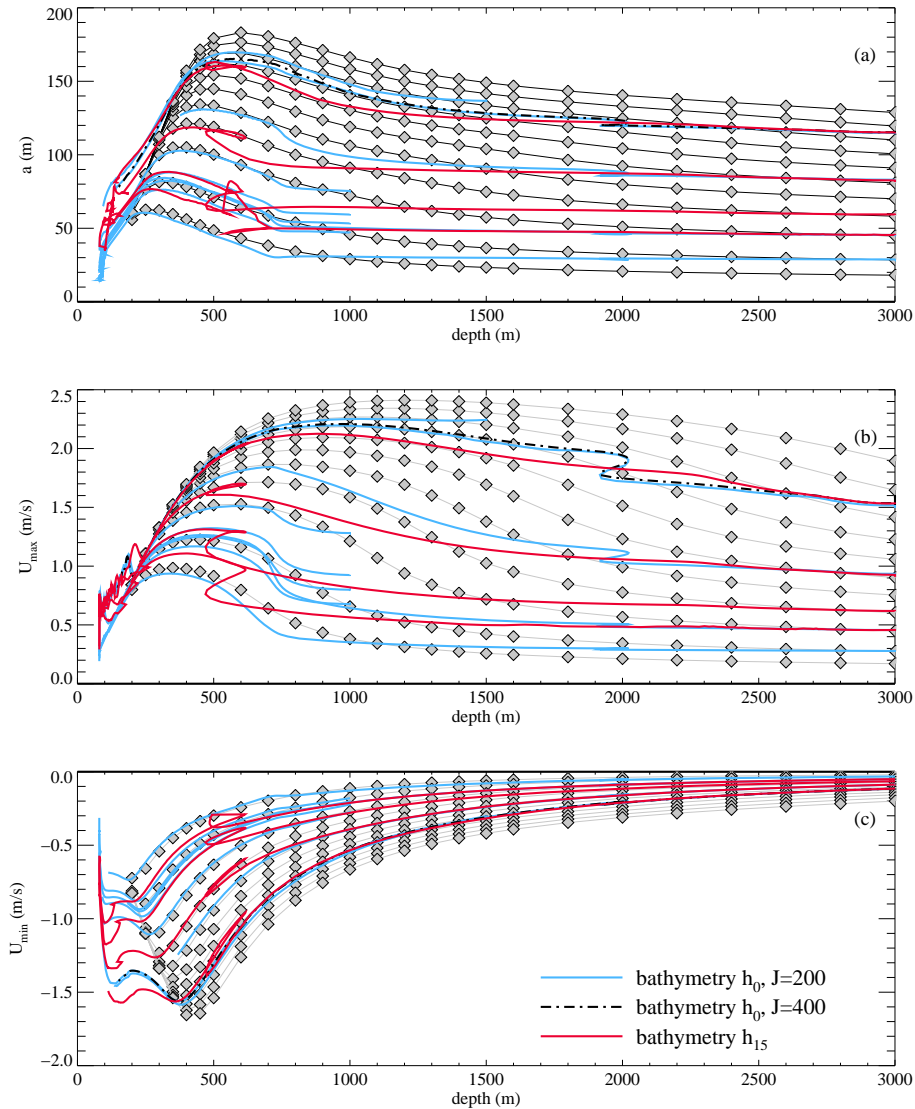 200
150
100
50
0
a (m)
(a)
0 500 1000 1500 2000 2500 3000
depth (m)
2.5
2.0
1.5
1.0
0.5
0.0
U_max (m/s)
(b)
0 500 1000 1500 2000 2500 3000
depth (m)
0.0
−0.5
−1.0
−1.5
−2.0
U_min (m/s)
(c)
bathymetry h₀, J=200
bathymetry h₀, J=400
bathymetry h₁₅
0 500 1000 1500 2000 2500 3000
depth (m)